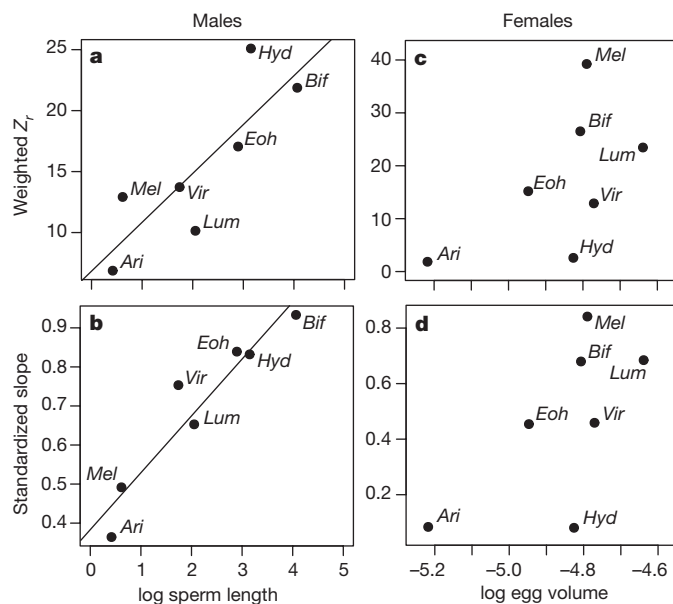 Males
Females
a
Weighted Zr
25
20
15
10
Hyd
Bif
Eoh
Mel
Vir
Lum
Ari
c
40
30
20
10
0
Mel
Bif
Lum
Eoh
Vir
Ari
Hyd
b
Standardized slope
0.9
0.8
0.7
0.6
0.5
0.4
Bif
Eoh
Hyd
Vir
Lum
Mel
Ari
0 1 2 3 4 5
log sperm length
d
0.8
0.6
0.4
0.2
Mel
Bif
Lum
Eoh
Vir
Ari
Hyd
−5.2 −5.0 −4.8 −4.6
log egg volume